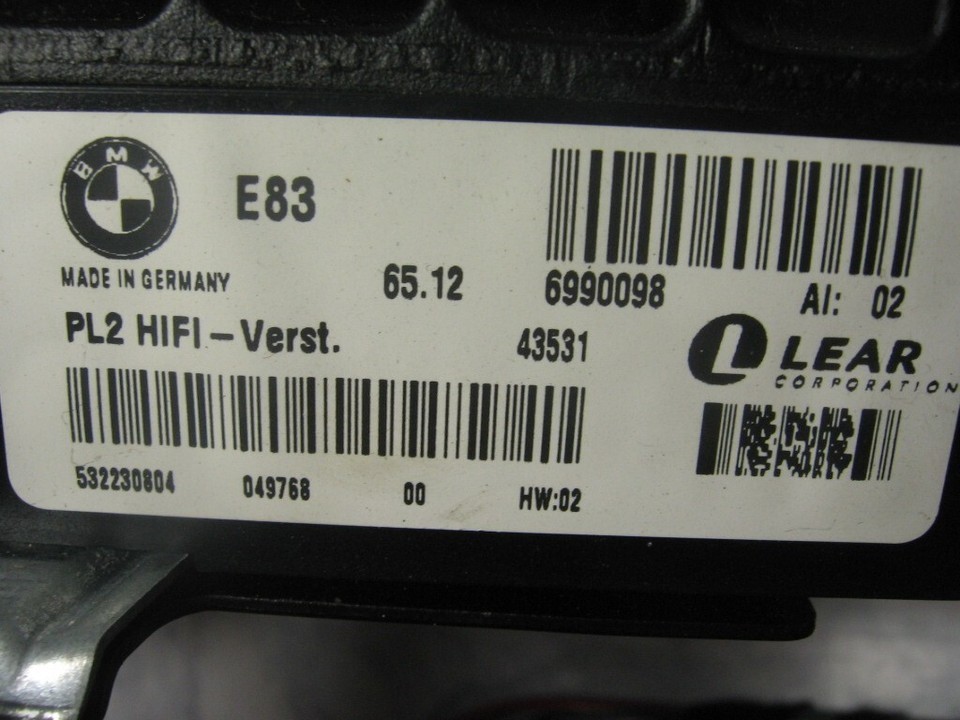 BMW
E83
MADE IN GERMANY
65.12 6990098 AI: 02
PL2 HIFI-Verst. 43531
LEAR
CORPORATION
532230804 049768 00 HW:02